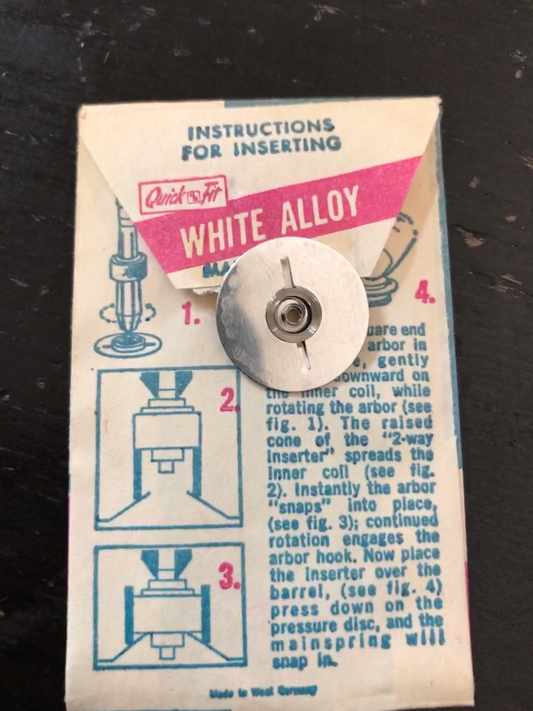 INSTRUCTIONS
FOR INSERTING
Quick Fit
WHITE ALLOY
1.
4.
end
arbor in
gently
downward on
the inner coil, while
rotating the arbor (see
fig. 1). The raised
cone of the "2-way
inserter" spreads the
inner coil (see fig.
2). Instantly the arbor
"snaps" into place,
(see fig. 3); continued
rotation engages the
arbor hook. Now place
the inserter over the
barrel, (see fig. 4)
press down on the
pressure disc, and the
mainspring will
snap in.
2.
3.
Made in West Germany